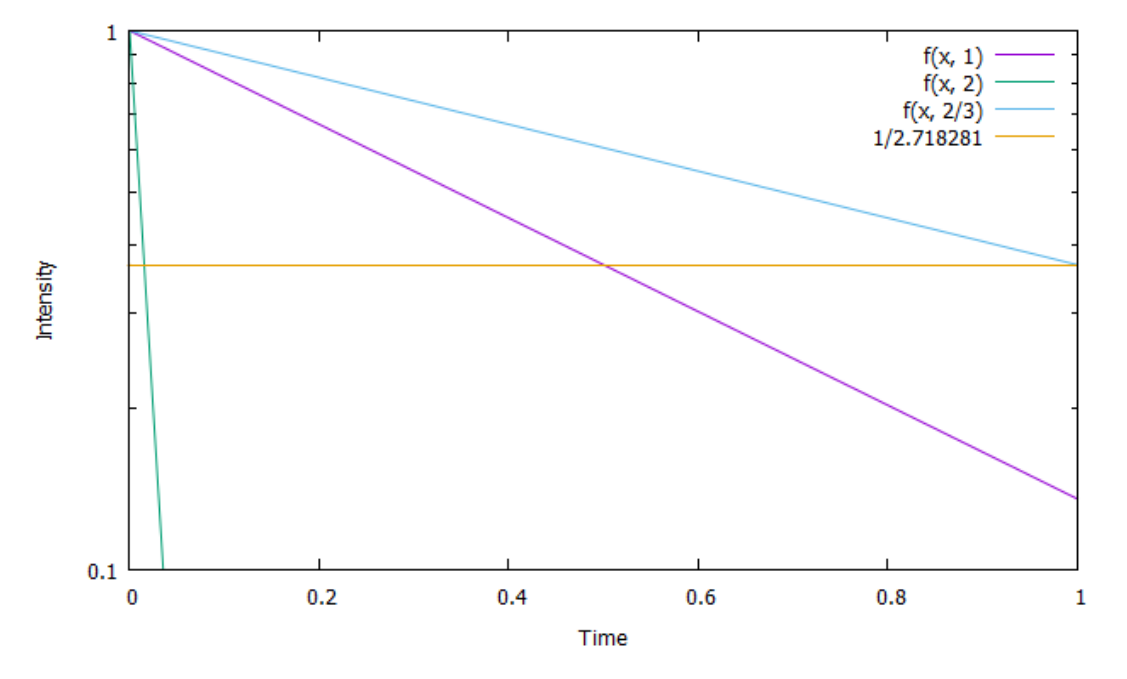 1
f(x, 1)
f(x, 2)
f(x, 2/3)
1/2.718281
Intensity
0.1
0 0.2 0.4 0.6 0.8 1
Time